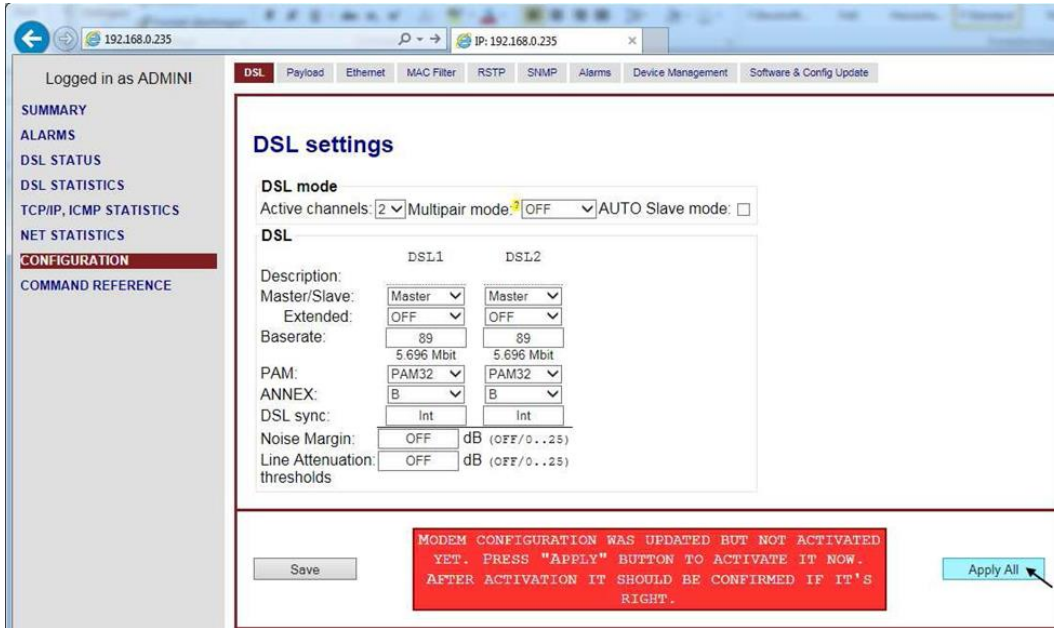 192.168.0.235
IP: 192.168.0.235
Logged in as ADMIN!
DSL Payload Ethernet MAC Filter RSTP SNMP Alarms Device Management Software & Config Update
SUMMARY
ALARMS
DSL STATUS
DSL STATISTICS
TCP/IP, ICMP STATISTICS
NET STATISTICS
CONFIGURATION
COMMAND REFERENCE
DSL settings
DSL mode
Active channels: 2 Multipair mode: ? OFF AUTO Slave mode:
DSL
DSL1 DSL2
Description:
Master/Slave: Master Master
Extended: OFF OFF
Baserate: 89 89
5.696 Mbit 5.696 Mbit
PAM: PAM32 PAM32
ANNEX: B B
DSL sync: Int Int
Noise Margin: OFF dB (OFF/0..25)
Line Attenuation: OFF dB (OFF/0..25)
thresholds
MODEM CONFIGURATION WAS UPDATED BUT NOT ACTIVATED
YET. PRESS "APPLY" BUTTON TO ACTIVATE IT NOW.
AFTER ACTIVATION IT SHOULD BE CONFIRMED IF IT'S
RIGHT.
Save
Apply All